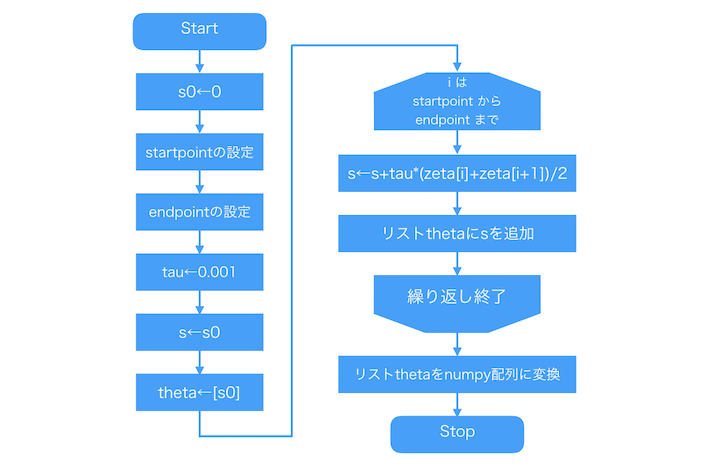 Start
s0←0
startpointの設定
endpointの設定
tau←0.001
s←s0
theta←[s0]
i は
startpoint から
endpoint まで
s←s+tau*(zeta[i]+zeta[i+1])/2
リストthetaにsを追加
繰り返し終了
リストthetaをnumpy配列に変換
Stop